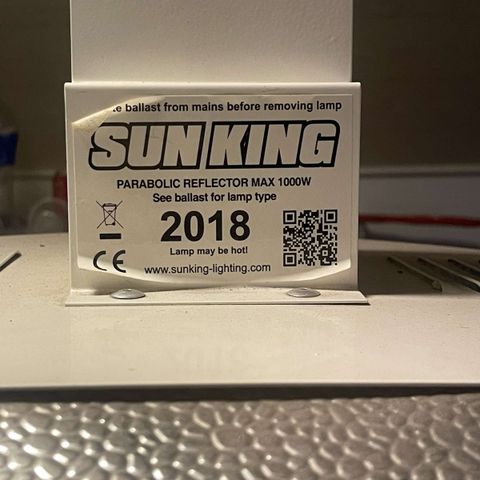 ballast from mains before removing lamp
SUN KING
PARABOLIC REFLECTOR MAX 1000W
See ballast for lamp type
2018
Lamp may be hot!
CE
www.sunking-lighting.com